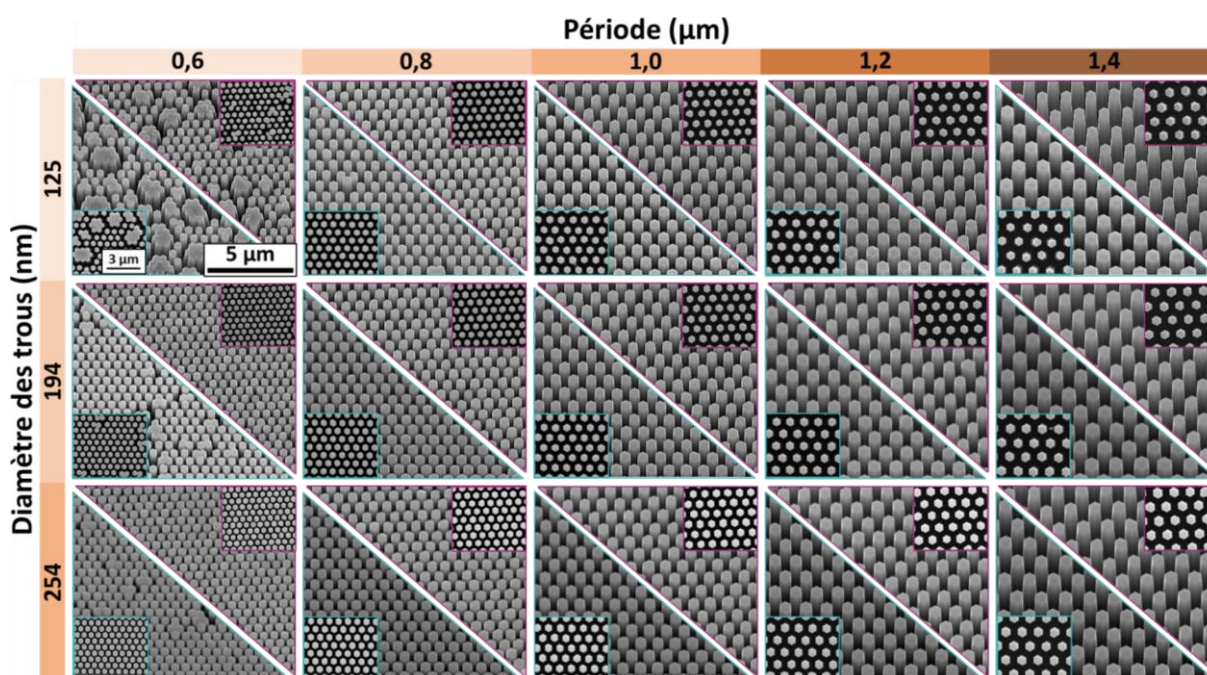 Période (µm)
0,6 0,8 1,0 1,2 1,4
Diamètre des trous (nm)
125
3 µm
5 µm
194
254